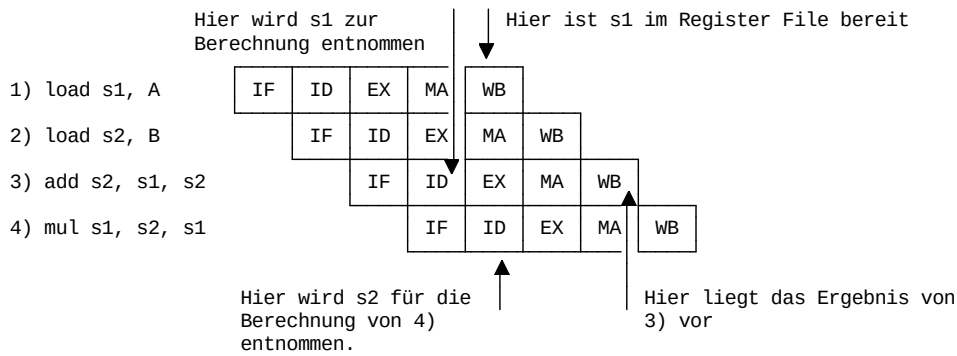 Hier wird s1 zur
Berechnung entnommen
Hier ist s1 im Register File bereit
1) load s1, A
IF ID EX MA WB
2) load s2, B
IF ID EX MA WB
3) add s2, s1, s2
IF ID EX MA WB
4) mul s1, s2, s1
IF ID EX MA WB
Hier wird s2 für die
Berechnung von 4)
entnommen.
Hier liegt das Ergebnis von
3) vor